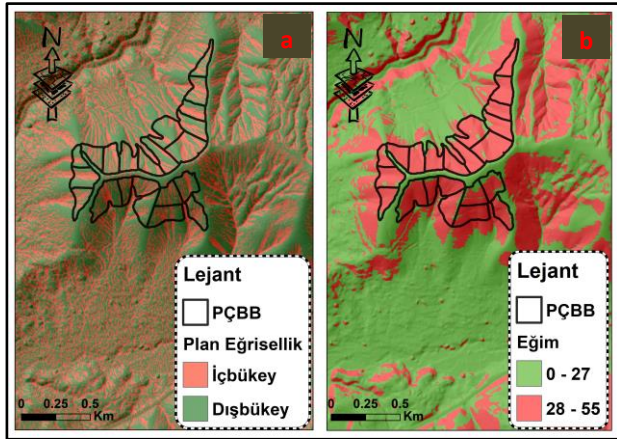 a
N
Lejant
PÇBB
Plan Eğrisellik
İçbükey
Dışbükey
0 0.25 0.5
Km
b
N
Lejant
PÇBB
Eğim
0 - 27
28 - 55
0 0.25 0.5
Km